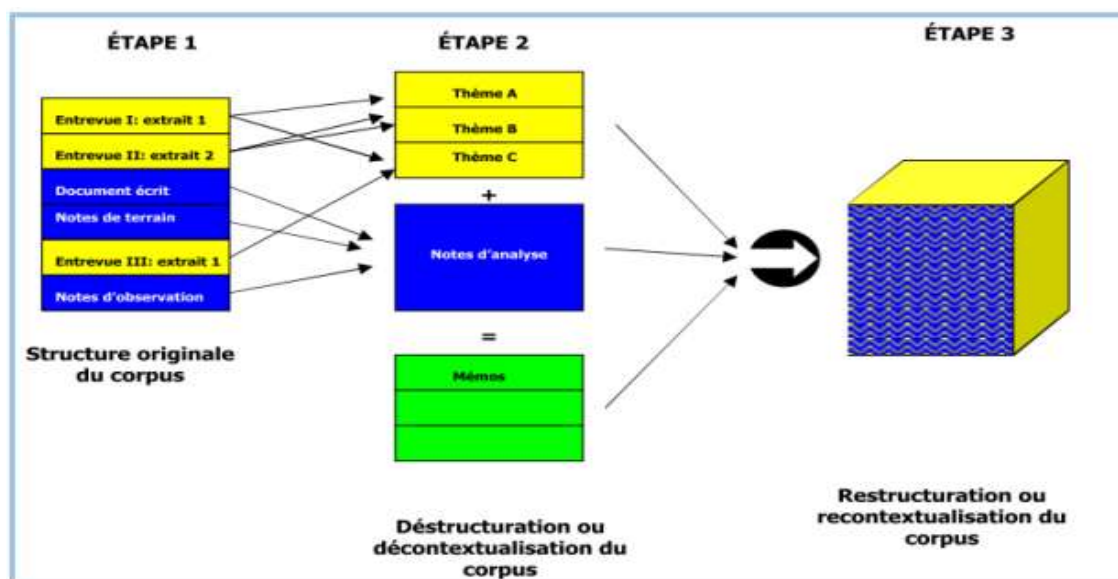 ÉTAPE 1
Entrevue I: extrait 1
Entrevue II: extrait 2
Document écrit
Notes de terrain
Entrevue III: extrait 1
Notes d'observation
Structure originale
du corpus
ÉTAPE 2
Thème A
Thème B
Thème C
+
Notes d'analyse
=
Mémos
Déstructuration ou
décontextualisation du
corpus
ÉTAPE 3
Restructuration ou
recontextualisation du
corpus